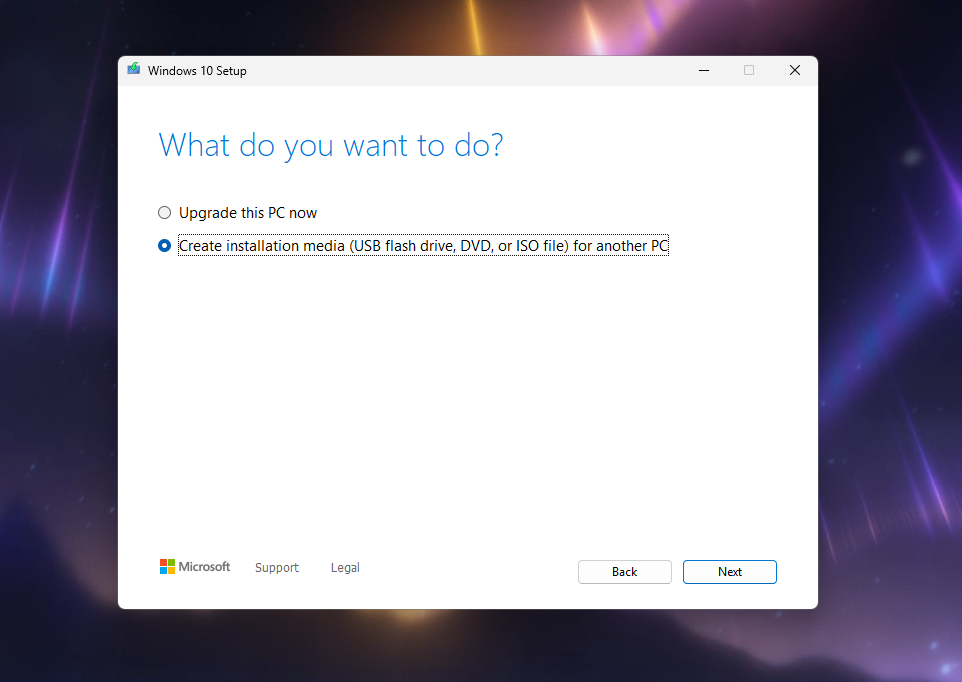 Windows 10 Setup
What do you want to do?
Upgrade this PC now
Create installation media (USB flash drive, DVD, or ISO file) for another PC
Microsoft Support Legal Back Next